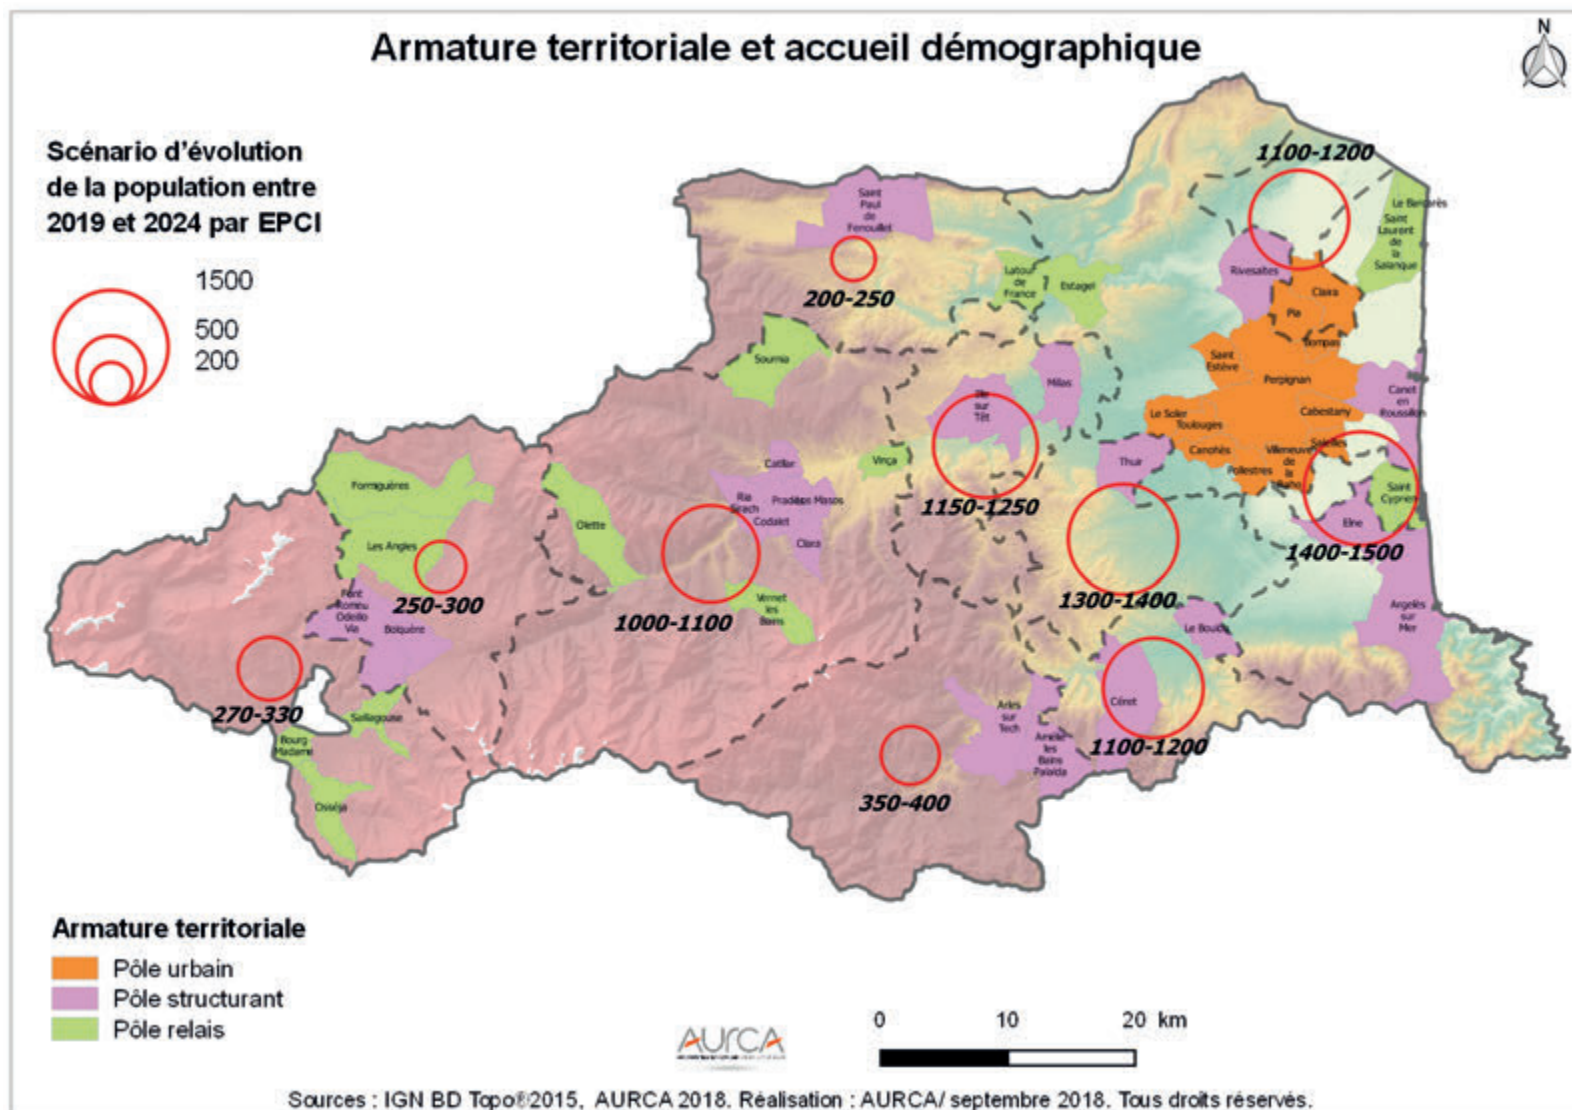 Armature territoriale et accueil démographique
N
Scénario d'évolution
de la population entre
2019 et 2024 par EPCI
1500
500
200
1100-1200
Saint
Paul
de
Fenouillet
200-250
Le Barcarès
Saint
Laurent
de
la
Salanque
Rivesaltes
Claira
Pia
Bompas
Latour
de
France
Estagel
Sournia
Saint
Estève
Perpignan
Canet
en
Roussillon
Cabestany
Le Soler
Toulouges
Canohès
Pollestres
Villeneuve
de
la
Saleilles
Millas
Ille
sur
Têt
Thuir
Vinça
1150-1250
Catllar
Ria
Sirach
Prades
Los Masos
Codalet
Clara
Saint
Cyprien
Elne
1400-1500
Formiguères
Les Angles
Olette
250-300
1000-1100
Vernet
les
Bains
1300-1400
Argelès
sur
Mer
Font
Romeu
Odeillo
Via
Bolquère
Le Boulou
Céret
1100-1200
270-330
Saillagouse
Bourg
Madame
Osséja
Arles
sur
Tech
Amélie
les
Bains
Palalda
350-400
Armature territoriale
Pôle urbain
Pôle structurant
Pôle relais
AURCA
0 10 20 km
Sources : IGN BD Topo®2015, AURCA 2018. Réalisation : AURCA/ septembre 2018. Tous droits réservés.